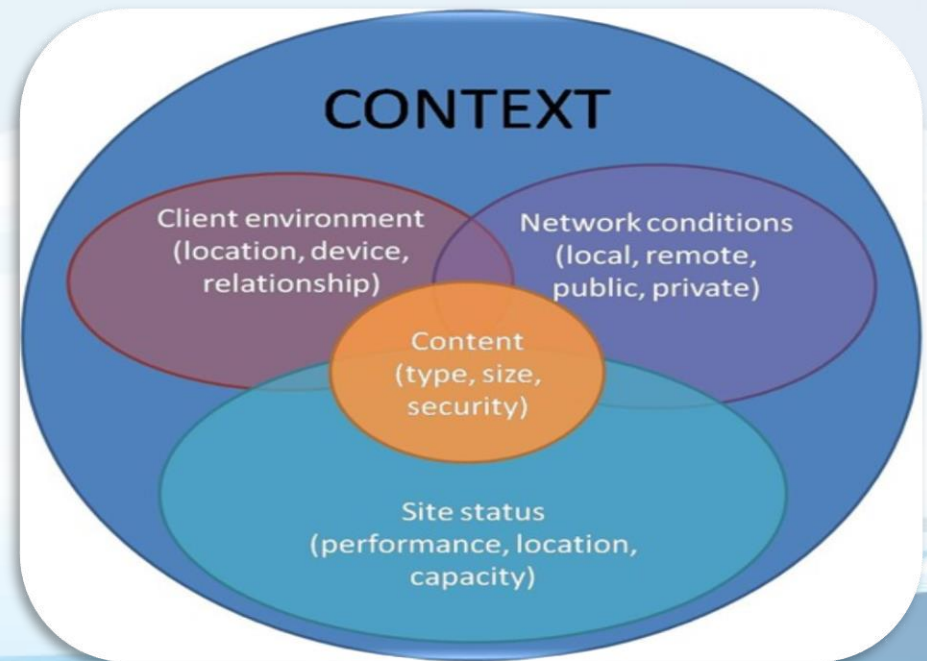 CONTEXT
Client environment
(location, device,
relationship)
Network conditions
(local, remote,
public, private)
Content
(type, size,
security)
Site status
(performance, location,
capacity)